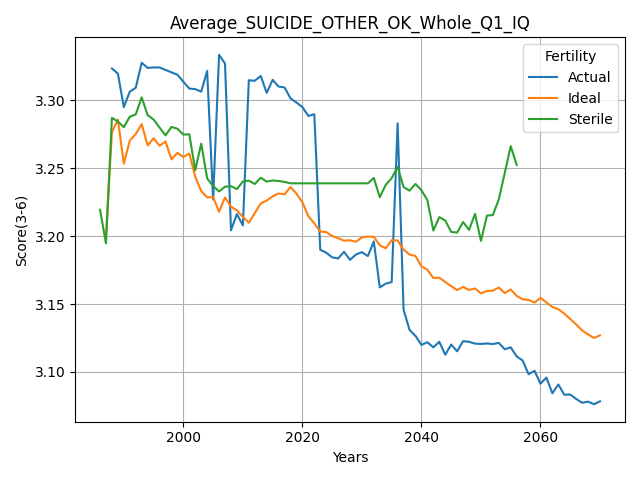 Average_SUICIDE_OTHER_OK_Whole_Q1_IQ
Fertility
Actual
Ideal
Sterile
Score(3-6)
3.30
3.25
3.20
3.15
3.10
2000
2020
2040
2060
Years